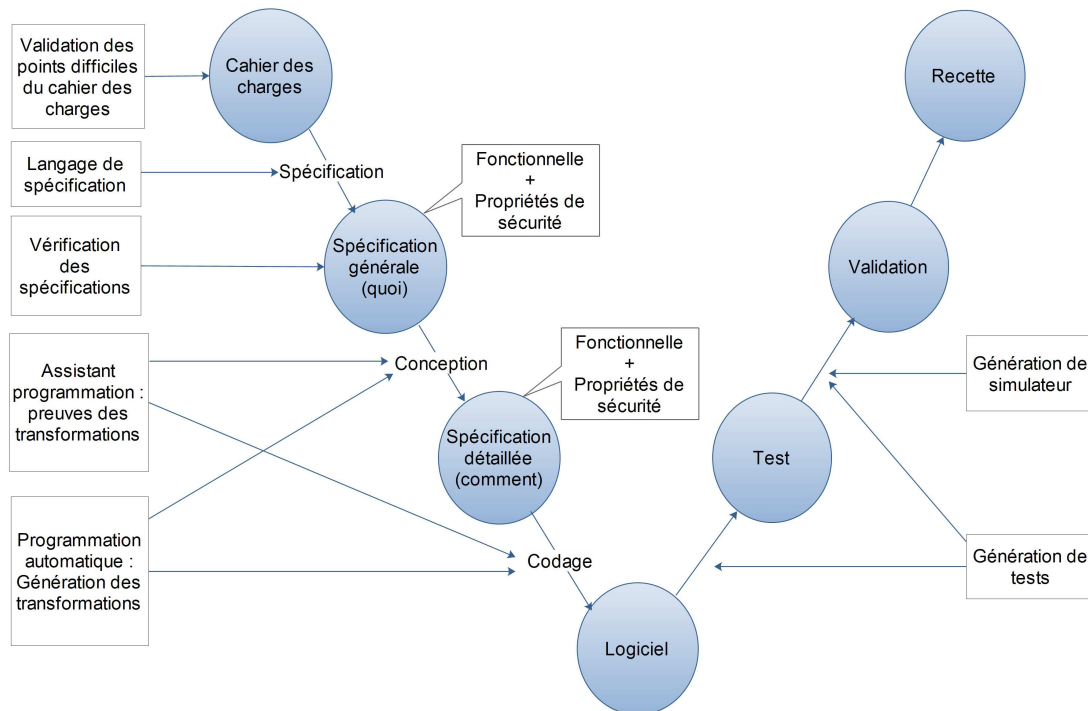 Validation des
points difficiles
du cahier des
charges
Cahier des
charges
Recette
Langage de
spécification
Spécification
Fonctionnelle
+
Propriétés de
sécurité
Vérification
des
spécifications
Spécification
générale
(quoi)
Validation
Assistant
programmation :
preuves des
transformations
Conception
Fonctionnelle
+
Propriétés de
sécurité
Génération de
simulateur
Spécification
détaillée
(comment)
Test
Programmation
automatique :
Génération des
transformations
Codage
Génération de
tests
Logiciel